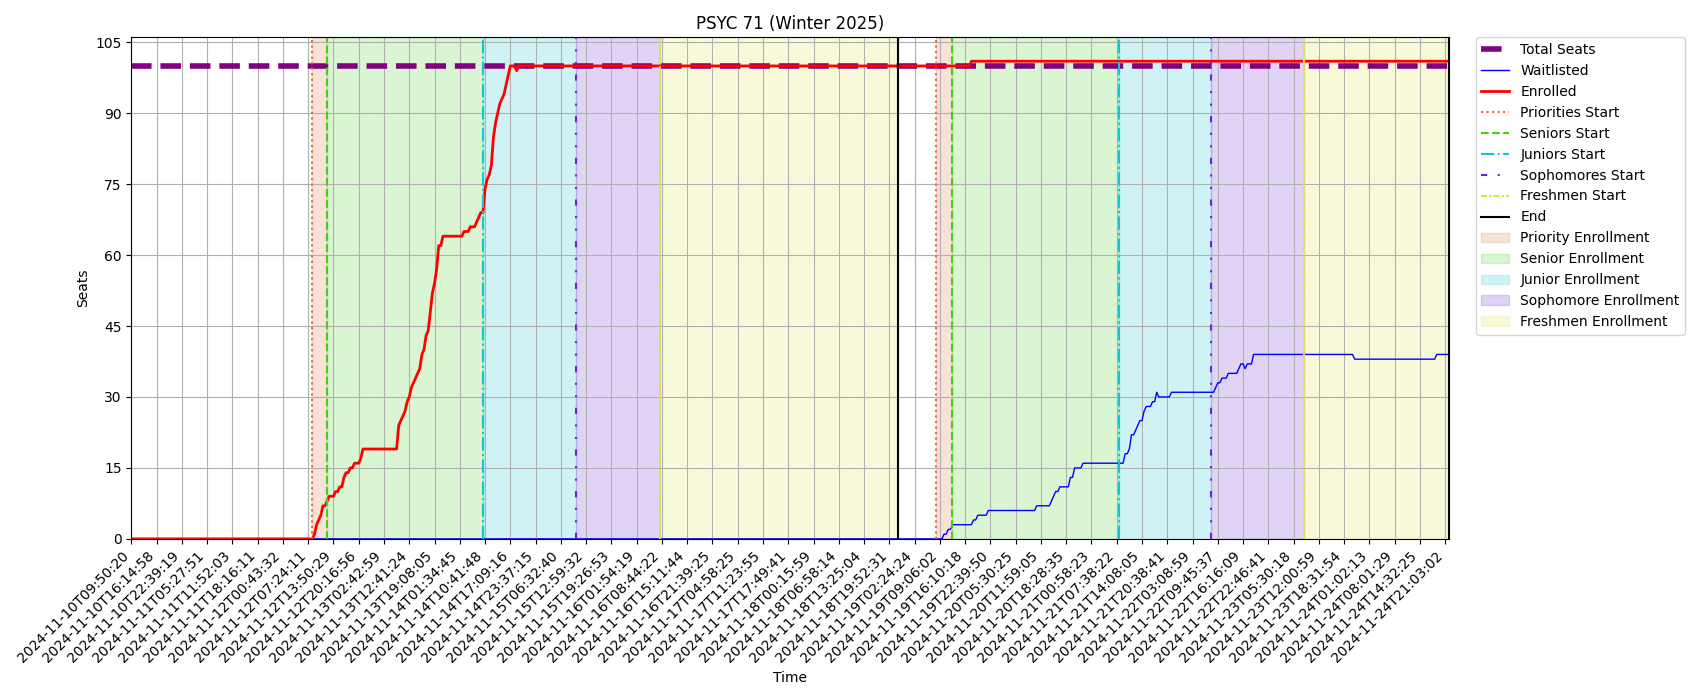 PSYC 71 (Winter 2025)
105
90
75
60
45
30
15
0
Seats
2024-11-10T09:50:20
2024-11-10T16:14:58
2024-11-10T22:39:19
2024-11-11T05:27:51
2024-11-11T11:52:03
2024-11-11T18:16:11
2024-11-12T00:43:32
2024-11-12T07:24:11
2024-11-12T13:50:29
2024-11-12T20:16:56
2024-11-13T02:42:59
2024-11-13T12:41:24
2024-11-13T19:08:05
2024-11-14T01:34:45
2024-11-14T10:41:48
2024-11-14T17:09:16
2024-11-14T23:37:15
2024-11-15T06:32:40
2024-11-15T12:59:32
2024-11-15T19:26:53
2024-11-16T01:54:19
2024-11-16T08:44:22
2024-11-16T15:11:44
2024-11-16T21:39:25
2024-11-17T04:58:25
2024-11-17T11:23:55
2024-11-17T17:49:41
2024-11-18T00:15:59
2024-11-18T06:58:14
2024-11-18T13:25:04
2024-11-18T19:52:31
2024-11-19T02:24:24
2024-11-19T09:06:02
2024-11-19T16:10:18
2024-11-19T22:39:50
2024-11-20T05:30:25
2024-11-20T11:59:05
2024-11-20T18:28:35
2024-11-21T00:58:23
2024-11-21T07:38:22
2024-11-21T14:08:05
2024-11-21T20:38:41
2024-11-22T03:08:59
2024-11-22T09:45:37
2024-11-22T16:16:09
2024-11-22T22:46:41
2024-11-23T05:30:18
2024-11-23T12:00:59
2024-11-23T18:31:54
2024-11-24T01:02:13
2024-11-24T08:01:29
2024-11-24T14:32:25
2024-11-24T21:03:02
Time
Total Seats
Waitlisted
Enrolled
Priorities Start
Seniors Start
Juniors Start
Sophomores Start
Freshmen Start
End
Priority Enrollment
Senior Enrollment
Junior Enrollment
Sophomore Enrollment
Freshmen Enrollment